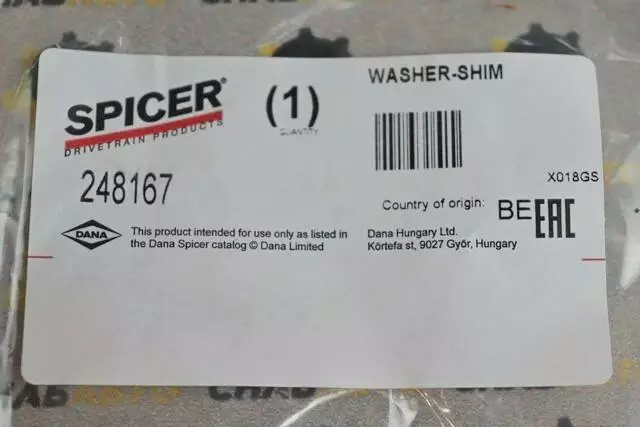 SPICER®
DRIVETRAIN PRODUCTS
(1)
QUANTITY
WASHER-SHIM
248167
X018GS
Country of origin: BE
EAC
DANA
This product intended for use only as listed in
the Dana Spicer catalog © Dana Limited
Dana Hungary Ltd.
Körtefa st, 9027 Győr, Hungary